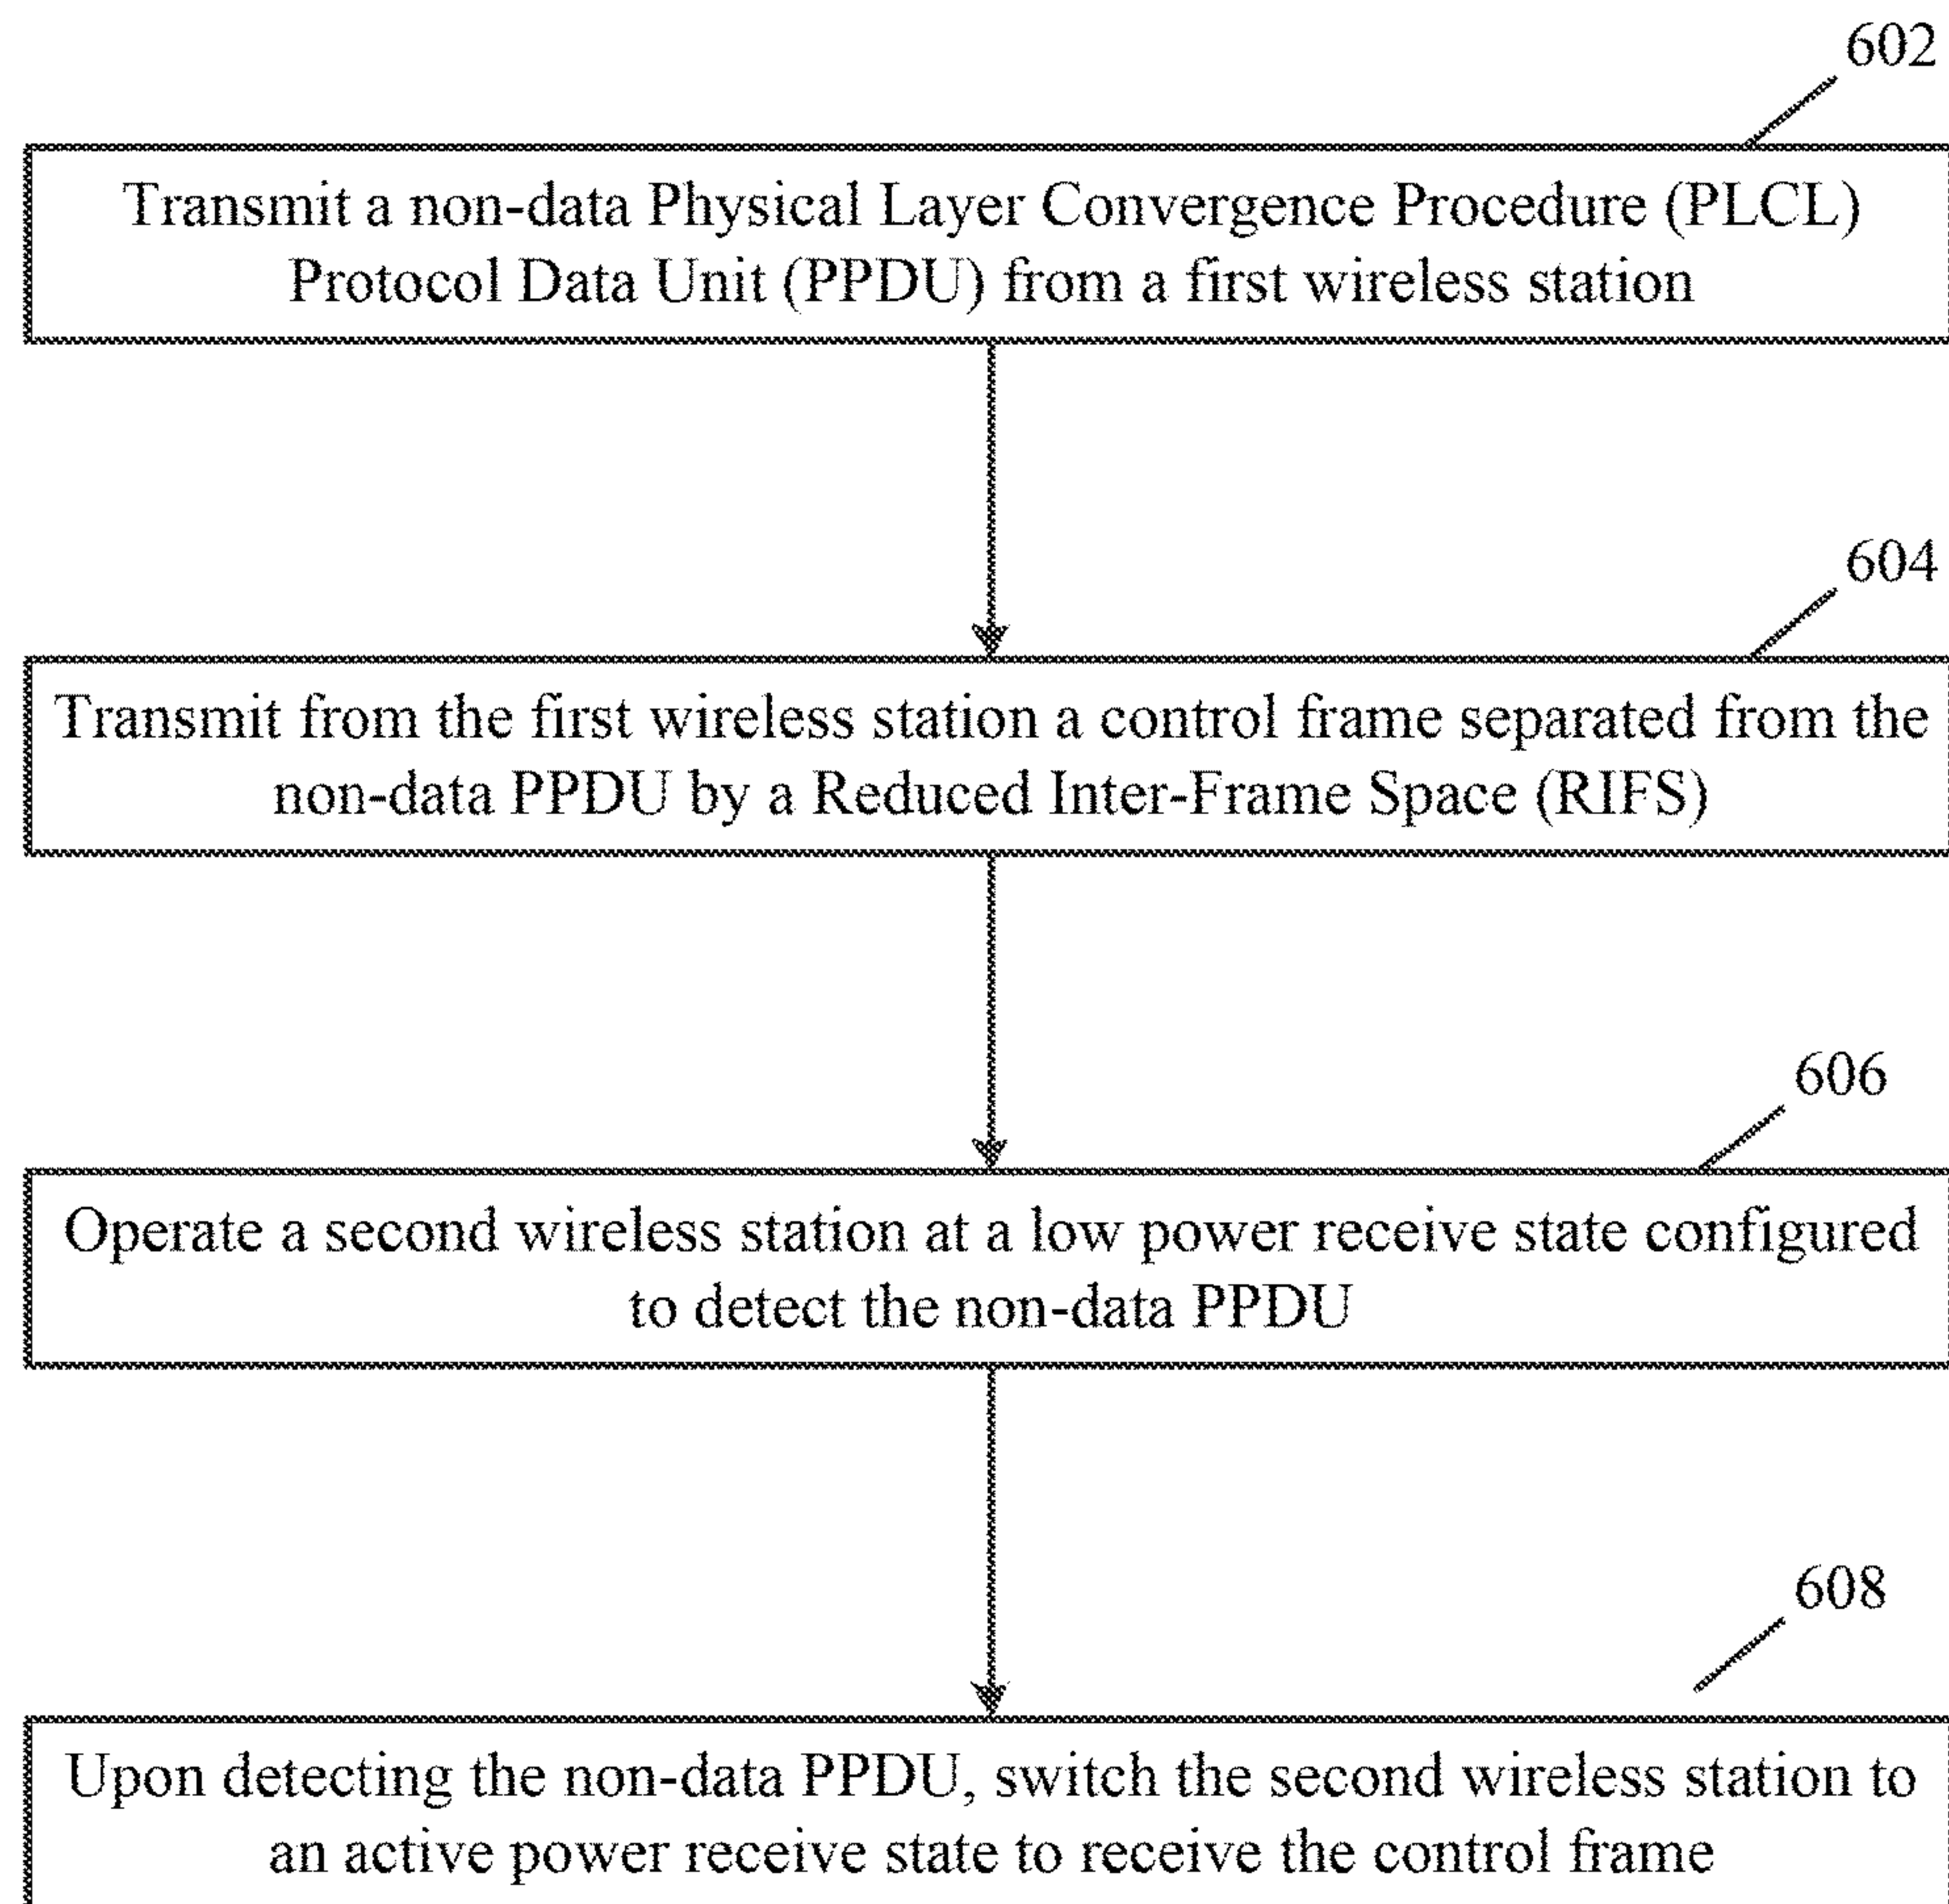 602
Transmit a non-data Physical Layer Convergence Procedure (PLCL)
Protocol Data Unit (PPDU) from a first wireless station
604
Transmit from the first wireless station a control frame separated from the
non-data PPDU by a Reduced Inter-Frame Space (RIFS)
606
Operate a second wireless station at a low power receive state configured
to detect the non-data PPDU
608
Upon detecting the non-data PPDU, switch the second wireless station to
an active power receive state to receive the control frame